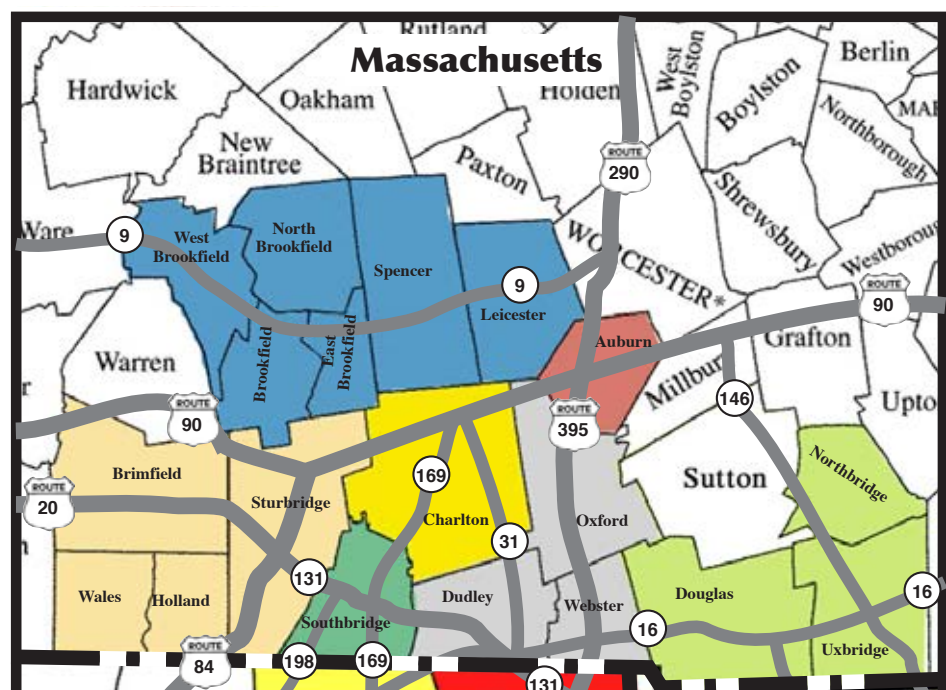 Rutland
Massachusetts
Berlin
West
Boylston
Boylston
Hardwick
Oakham
Holden
Northborough
New
Braintree
Paxton
ROUTE
290
Shrewsbury
Ware
9
West
Brookfield
North
Brookfield
Spencer
WORCESTER*
9
Leicester
ROUTE
90
Warren
Brookfield
East
Brookfield
Auburn
Grafton
ROUTE
90
ROUTE
395
146
Upto
Brimfield
169
Sutton
Northbridge
ROUTE
20
Sturbridge
Charlton
31
Oxford
131
Wales
Holland
Southbridge
Dudley
Webster
Douglas
16
16
Uxbridge
ROUTE
84
198
169
131